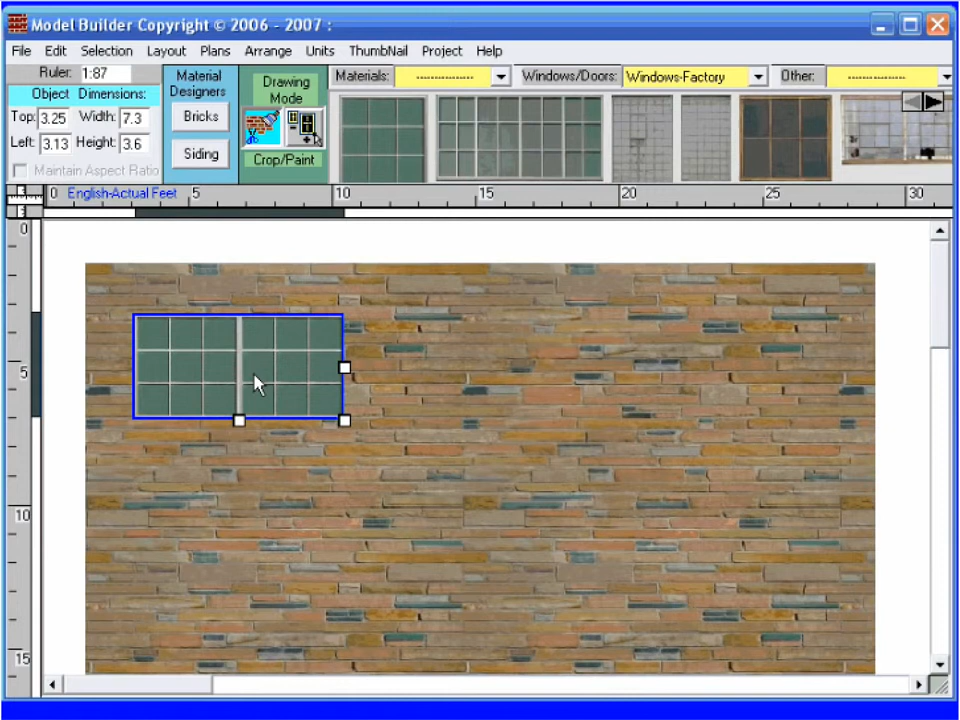 Model Builder Copyright © 2006 - 2007 :
File Edit Selection Layout Plans Arrange Units ThumbNail Project Help
Ruler: 1:87
Object Dimensions:
Top: 3.25 Width: 7.3
Left: 3.13 Height: 3.6
Maintain Aspect Ratio
Material
Designers
Bricks
Siding
Drawing
Mode
Crop/Paint
Materials: --------------- Windows/Doors: Windows-Factory Other: ---------------
0 English-Actual Feet 5 10 15 20 25 30
0
5
10
15